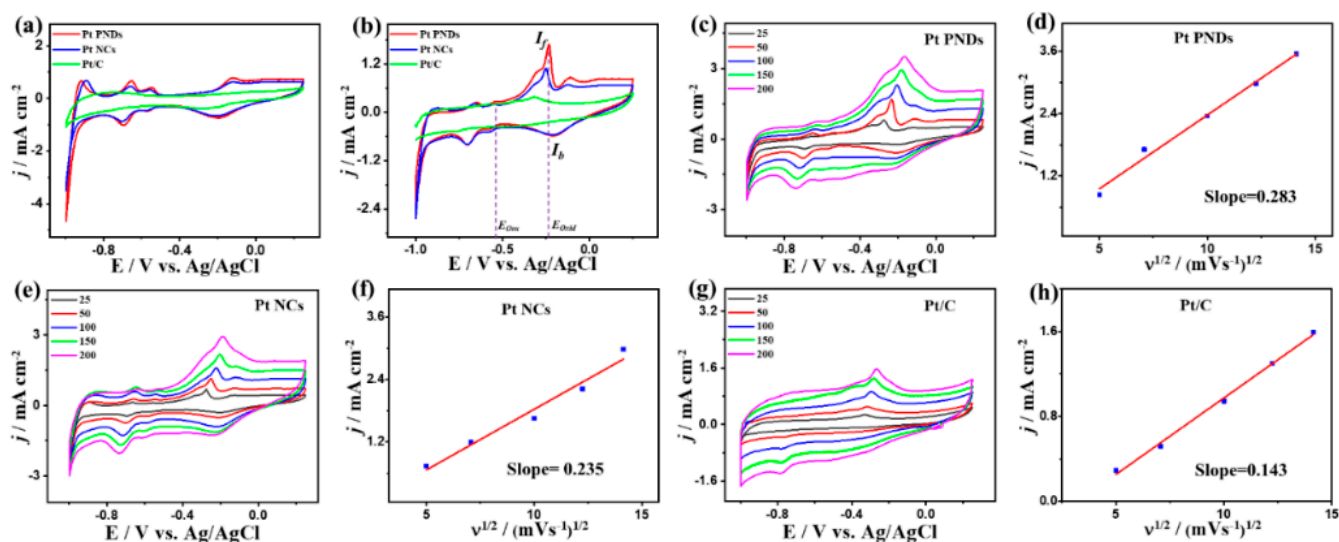 (a)
Pt PNDs
Pt NCs
Pt/C
2
0
-2
-4
-0.8
-0.4
0.0
j / mA cm⁻²
E / V vs. Ag/AgCl
(b)
Pt PNDs
Pt NCs
Pt/C
I_f
I_b
E_Oxid
1.2
0.0
-1.2
-2.4
-1.0
-0.5
0.0
j / mA cm⁻²
E / V vs. Ag/AgCl
(c)
25
50
100
150
200
Pt PNDs
3
0
-3
-0.8
-0.4
0.0
j / mA cm⁻²
E / V vs. Ag/AgCl
(d)
Pt PNDs
3.6
2.4
1.2
5
10
15
Slope=0.283
j / mA cm⁻²
ν^1/2 / (mVs⁻¹)^1/2
(e)
25
50
100
150
200
Pt NCs
3
0
-3
-0.8
-0.4
0.0
j / mA cm⁻²
E / V vs. Ag/AgCl
(f)
Pt NCs
3.6
2.4
1.2
5
10
15
Slope= 0.235
j / mA cm⁻²
ν^1/2 / (mVs⁻¹)^1/2
(g)
25
50
100
150
200
Pt/C
3.2
1.6
0.0
-1.6
-0.8
-0.4
0.0
j / mA cm⁻²
E / V vs. Ag/AgCl
(h)
Pt/C
1.6
0.8
0.0
5
10
15
Slope=0.143
j / mA cm⁻²
ν^1/2 / (mVs⁻¹)^1/2